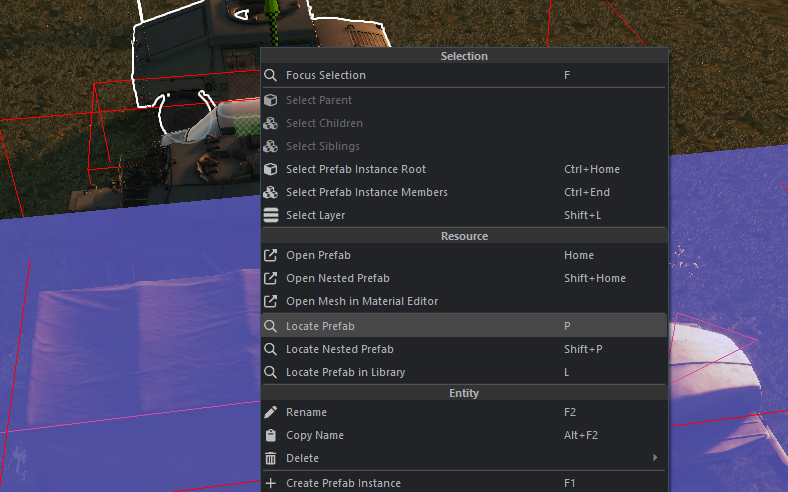 Selection
Focus Selection F
Select Parent
Select Children
Select Siblings
Select Prefab Instance Root Ctrl+Home
Select Prefab Instance Members Ctrl+End
Select Layer Shift+L
Resource
Open Prefab Home
Open Nested Prefab Shift+Home
Open Mesh in Material Editor
Locate Prefab P
Locate Nested Prefab Shift+P
Locate Prefab in Library L
Entity
Rename F2
Copy Name Alt+F2
Delete
Create Prefab Instance F1